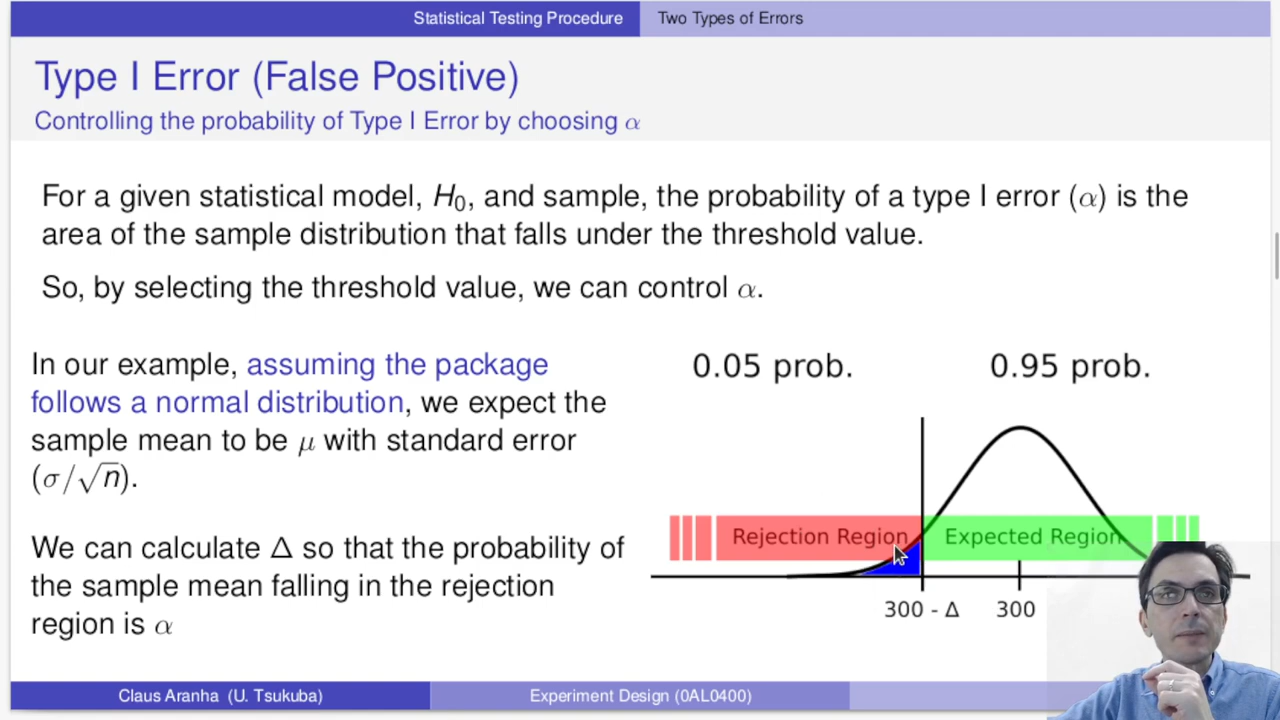 Statistical Testing Procedure Two Types of Errors
Type I Error (False Positive)
Controlling the probability of Type I Error by choosing α
For a given statistical model, H₀, and sample, the probability of a type I error (α) is the
area of the sample distribution that falls under the threshold value.
So, by selecting the threshold value, we can control α.
In our example, assuming the package
follows a normal distribution, we expect the
sample mean to be μ with standard error
(σ/√n).
We can calculate Δ so that the probability of
the sample mean falling in the rejection
region is α
0.05 prob. 0.95 prob.
Rejection Region Expected Region
300 - Δ 300
Claus Aranha (U. Tsukuba) Experiment Design (0AL0400)